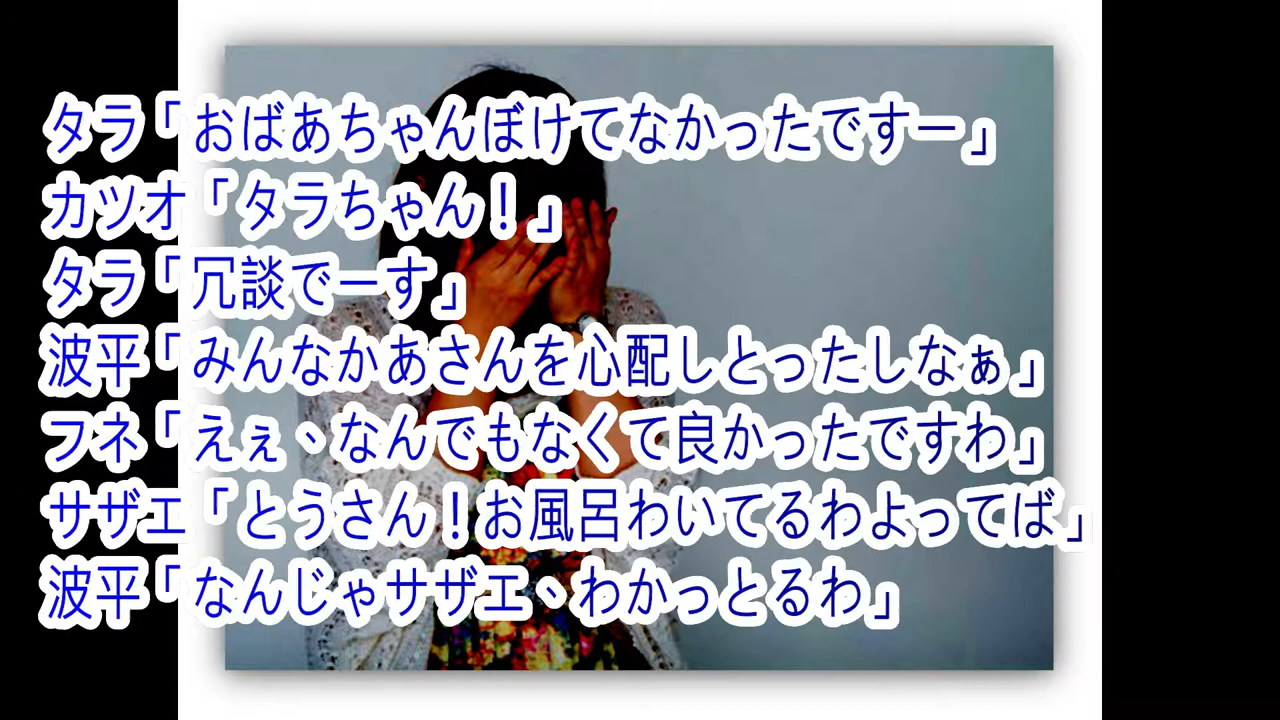 タラ「おばあちゃんぼけてなかったですー」
カツオ「タラちゃん！」
タラ「冗談でーす」
波平「みんなかあさんを心配しとったしなぁ」
フネ「えぇ、なんでもなくて良かったですわ」
サザエ「とうさん！お風呂わいてるわよってば」
波平「なんじゃサザエ、わかっとるわ」